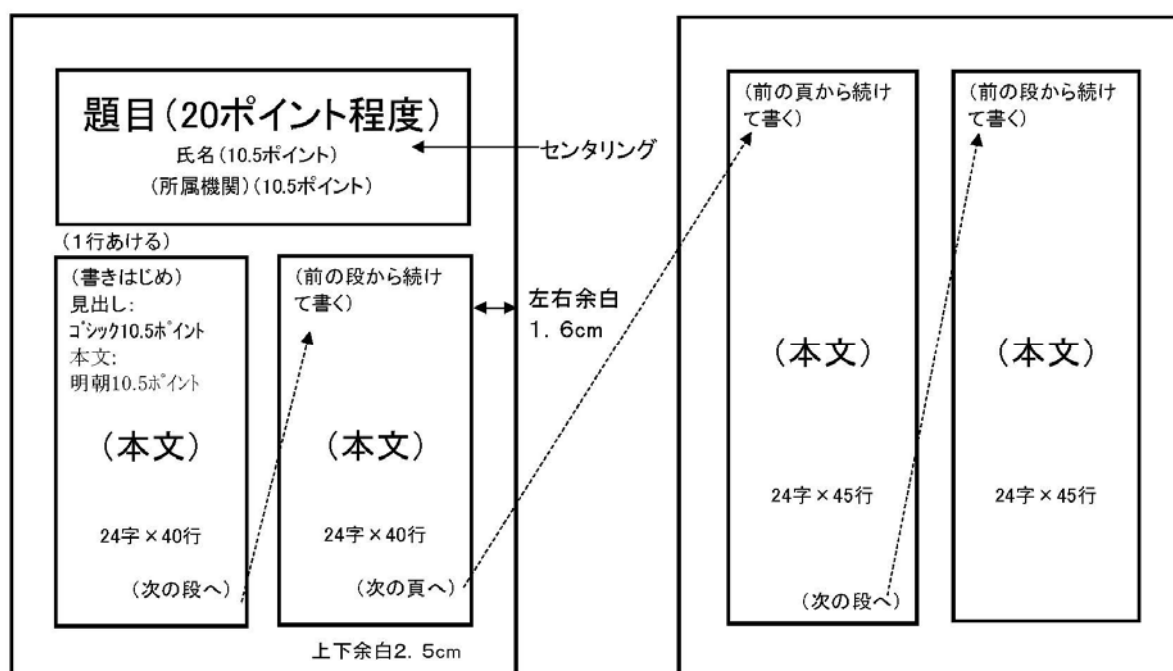 題目(20ポイント程度)
氏名(10.5ポイント)
(所属機関)(10.5ポイント)
センタリング
(1行あける)
(書きはじめ)
見出し:
ゴシック10.5ポイント
本文:
明朝10.5ポイント
(本文)
24字×40行
(次の段へ)
(前の段から続け
て書く)
(本文)
24字×40行
(次の頁へ)
左右余白
1.6cm
上下余白2.5cm
(前の頁から続け
て書く)
(本文)
24字×45行
(次の段へ)
(前の段から続け
て書く)
(本文)
24字×45行